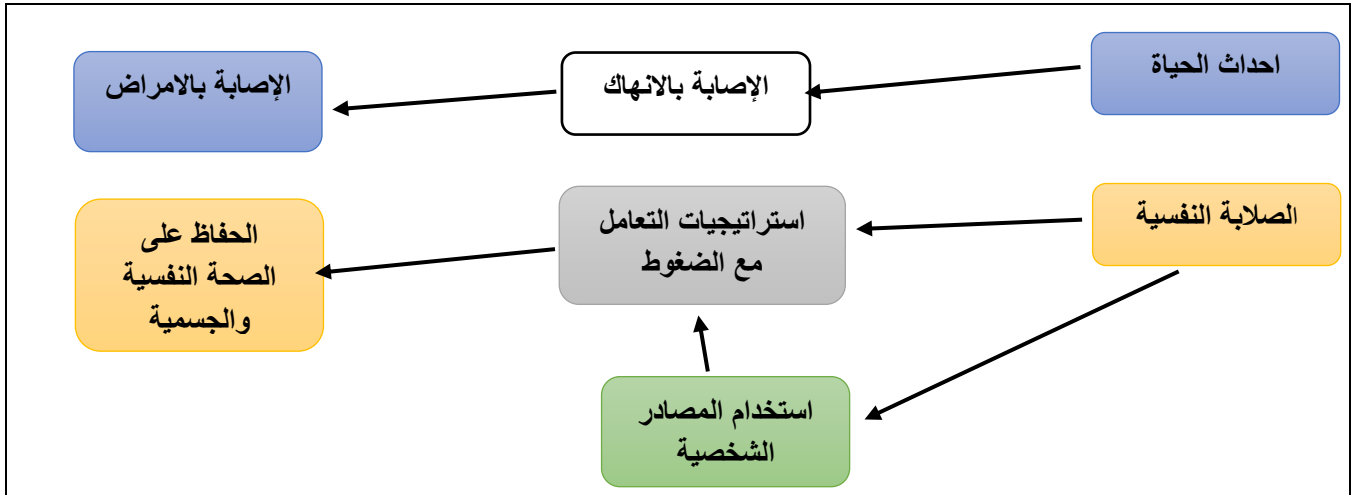 احداث الحياة
الإصابة بالانهاك
الإصابة بالامراض
الصلابة النفسية
استراتيجيات التعامل
مع الضغوط
الحفاظ على
الصحة النفسية
والجسمية
استخدام المصادر
الشخصية